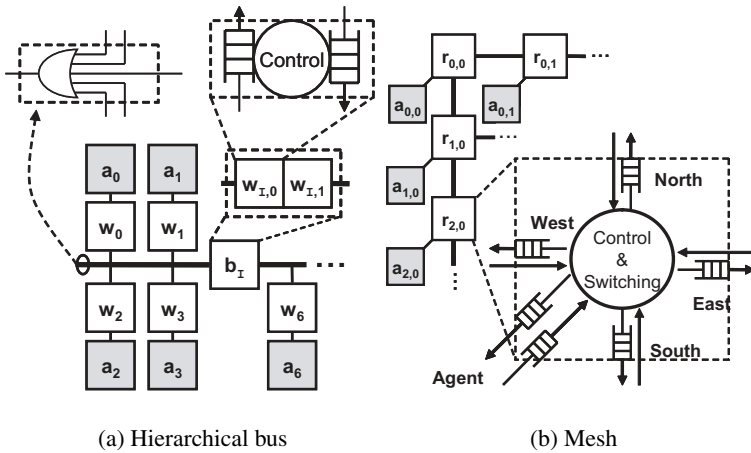 Control
a0 a1
wI,0 wI,1
w0 w1
bI
...
w2 w3 w6
a2 a3 a6
(a) Hierarchical bus
r0,0 r0,1 ...
a0,0 a0,1
r1,0 ...
a1,0
North
r2,0
West
Control
&
Switching
a2,0
East
...
South
Agent
(b) Mesh